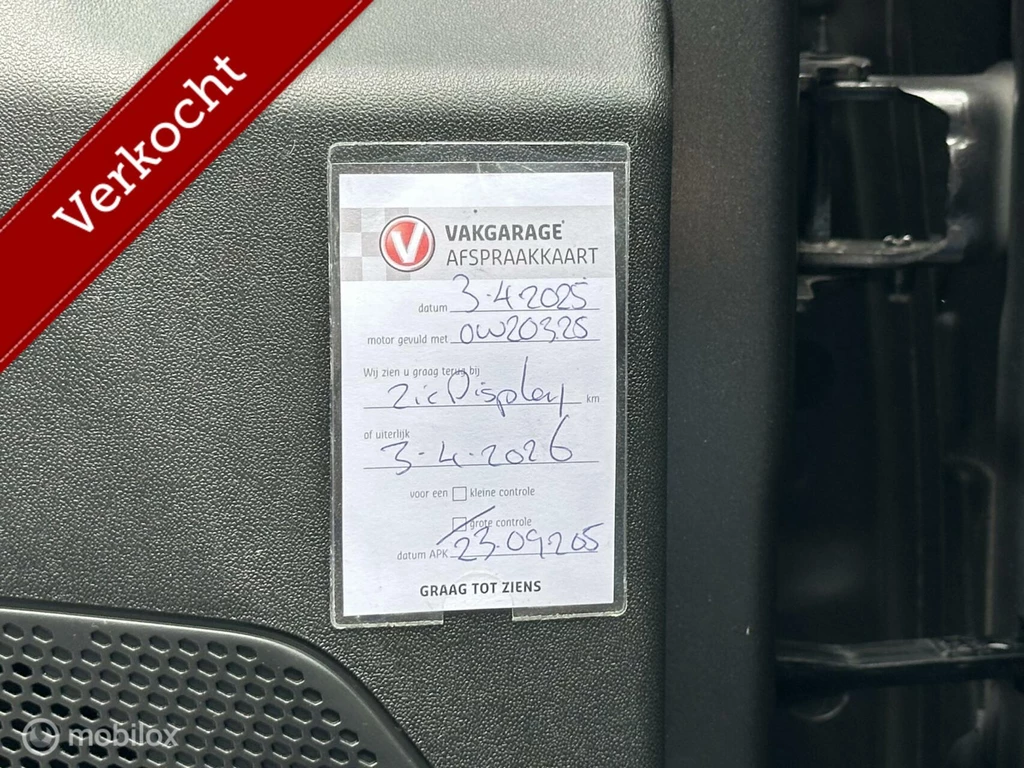 Verkocht
VAKGARAGE®
AFSPRAAKKAART
datum 3-4-2025
motor gevuld met 0W20325
Wij zien u graag terug bij
Zie Display km
of uiterlijk
3-4-2026
voor een kleine controle
grote controle
datum APK 23.09.205
GRAAG TOT ZIENS
mobilox